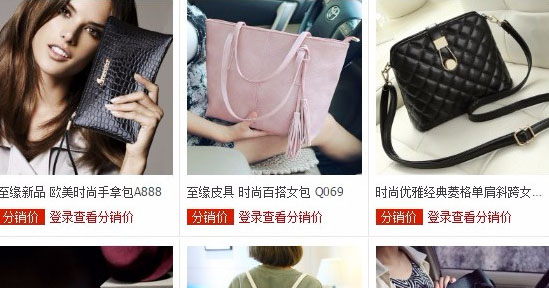 至缘新品 欧美时尚手拿包A888
至缘皮具 时尚百搭女包 Q069
时尚优雅经典菱格单肩斜跨女...
分销价 登录查看分销价
分销价 登录查看分销价
分销价 登录查看分销价